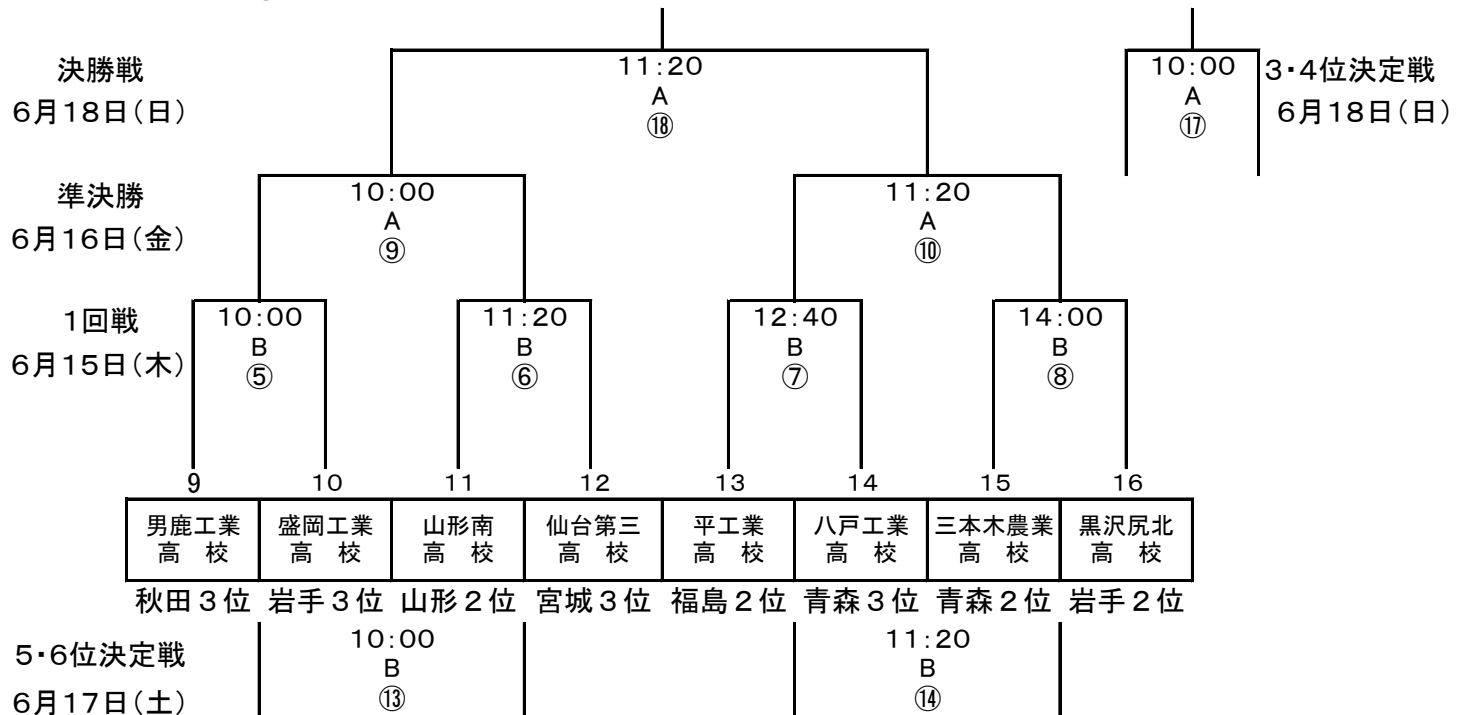 決勝戦
6月18日(日)
11:20
A
⑱
10:00
A
⑰
3・4位決定戦
6月18日(日)
準決勝
6月16日(金)
10:00
A
⑨
11:20
A
⑩
1回戦
6月15日(木)
10:00
B
⑤
11:20
B
⑥
12:40
B
⑦
14:00
B
⑧
9 10 11 12 13 14 15 16
男鹿工業 盛岡工業 山形南 仙台第三 平工業 八戸工業 三本木農業 黒沢尻北
高 校 高 校 高 校 高 校 高 校 高 校 高 校 高 校
秋田3位 岩手3位 山形2位 宮城3位 福島2位 青森3位 青森2位 岩手2位
5・6位決定戦
6月17日(土)
10:00
B
⑬
11:20
B
⑭